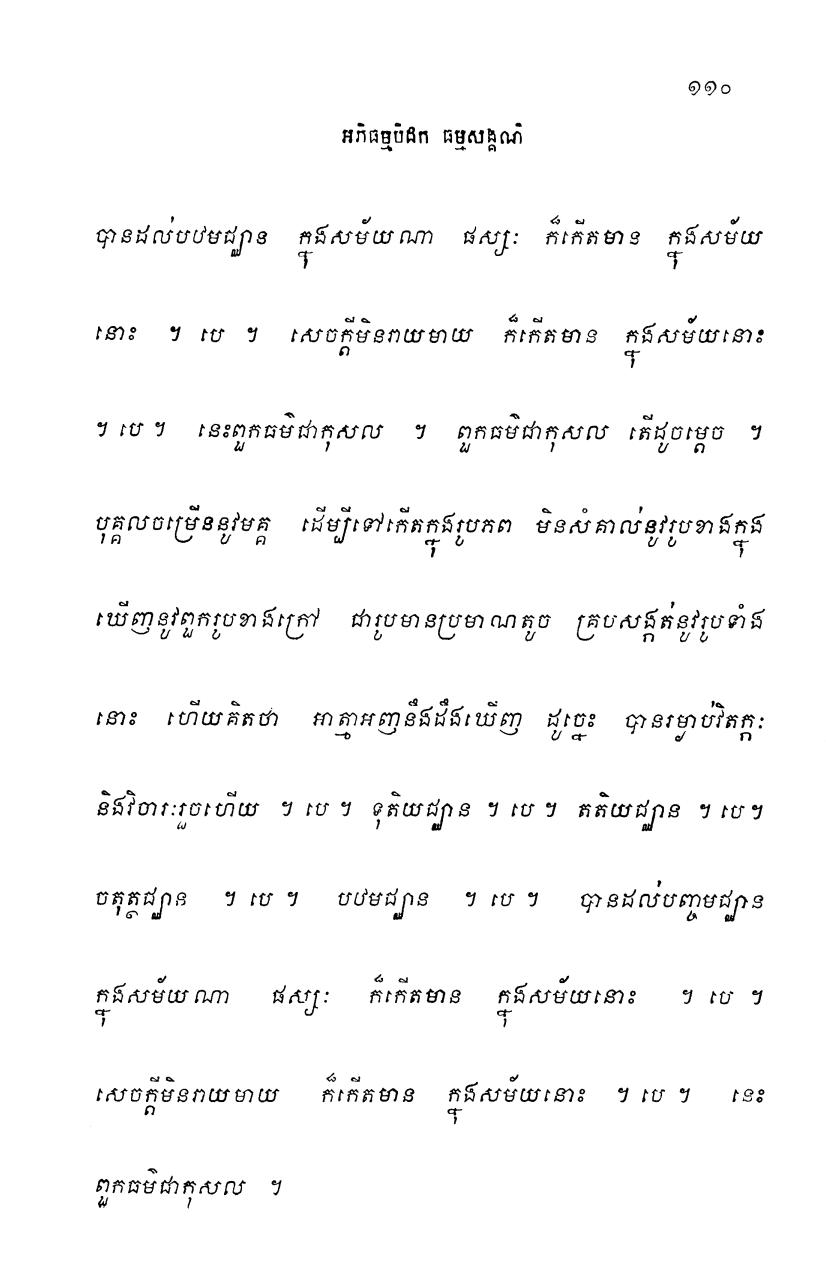 ១១០
អភិធម្មបិដក ធម្មសង្គណិ
បានដល់បឋមជ្ឈាន ក្នុងសម័យណា ផស្សៈ ក៏កើតមាន ក្នុងសម័យ
នោះ ។ បេ ។ សេចក្តីមិនរាយមាយ ក៏កើតមាន ក្នុងសម័យនោះ
។ បេ ។ នេះពួកធម៌ជាកុសល ។ ពួកធម៌ជាកុសល តើដូចម្តេច ។
បុគ្គលចម្រើននូវមគ្គ ដើម្បីទៅកើតក្នុងរូបភព មិនសំគាល់នូវរូបខាងក្នុង
ឃើញនូវពួករូបខាងក្រៅ ជារូបមានប្រមាណតូច គ្របសង្កត់នូវរូបទាំង
នោះ ហើយគិតថា អាត្មាអញនឹងដឹងឃើញ ដូច្នេះ បានរម្ងាប់វិតក្កៈ
និងវិចារៈរួចហើយ ។ បេ ។ ទុតិយជ្ឈាន ។ បេ ។ តតិយជ្ឈាន ។ បេ ។
ចតុត្ថជ្ឈាន ។ បេ ។ បឋមជ្ឈាន ។ បេ ។ បានដល់បញ្ចមជ្ឈាន
ក្នុងសម័យណា ផស្សៈ ក៏កើតមាន ក្នុងសម័យនោះ ។ បេ ។
សេចក្តីមិនរាយមាយ ក៏កើតមាន ក្នុងសម័យនោះ ។ បេ ។ នេះ
ពួកធម៌ជាកុសល ។